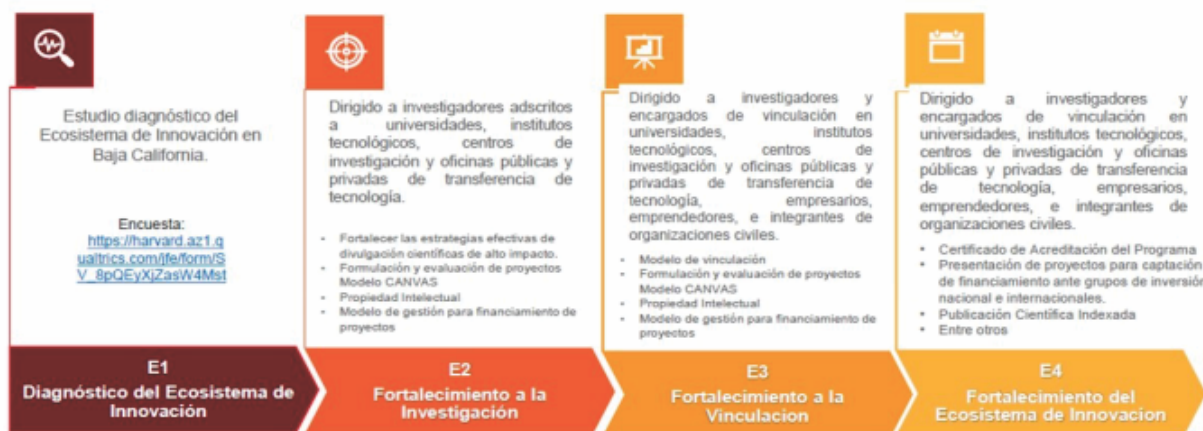 Estudio diagnóstico del
Ecosistema de Innovación en
Baja California.
Encuesta:
https://harvard.az1.q
ualtrics.com/jfe/form/S
V_8pQEyXjZasW4Mst
E1
Diagnóstico del Ecosistema de
Innovación
Dirigido a investigadores adscritos
a universidades, institutos
tecnológicos, centros de
investigación y oficinas públicas y
privadas de transferencia de
tecnología.
• Fortalecer las estrategias efectivas de
divulgación científicas de alto impacto.
• Formulación y evaluación de proyectos
Modelo CANVAS
• Propiedad Intelectual
• Modelo de gestión para financiamiento de
proyectos
E2
Fortalecimiento a la
Investigación
Dirigido a investigadores y
encargados de vinculación en
universidades, institutos
tecnológicos, centros de
investigación y oficinas públicas y
privadas de transferencia de
tecnología, empresarios,
emprendedores, e integrantes de
organizaciones civiles.
• Modelo de vinculación
• Formulación y evaluación de proyectos
Modelo CANVAS
• Propiedad Intelectual
• Modelo de gestión para financiamiento de
proyectos
E3
Fortalecimiento a la
Vinculacion
Dirigido a investigadores y
encargados de vinculación en
universidades, institutos tecnológicos,
centros de investigación y oficinas
públicas y privadas de transferencia
de tecnología, empresarios,
emprendedores, e integrantes de
organizaciones civiles.
• Certificado de Acreditación del Programa
• Presentación de proyectos para captación
de financiamiento ante grupos de inversión
nacional e internacionales.
• Publicación Científica Indexada
• Entre otros
E4
Fortalecimiento del
Ecosistema de Innovacion